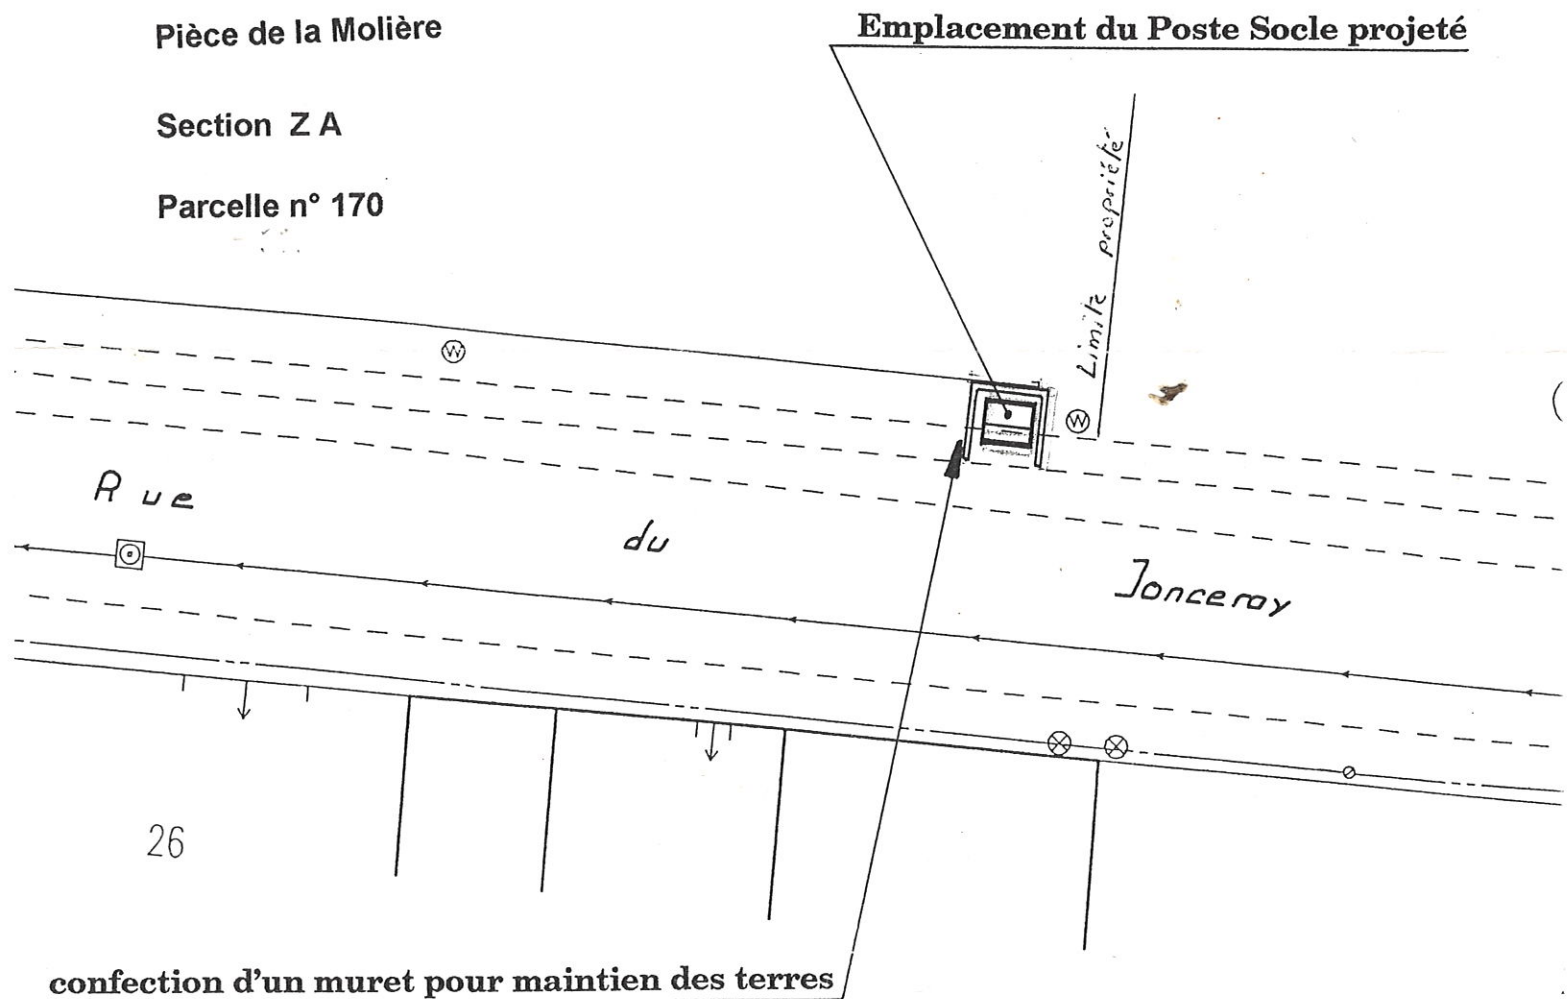 Pièce de la Molière
Emplacement du Poste Socle projeté
Section Z A
Parcelle n° 170
Limite propriété
W
W
Rue du Jonceray
26
confection d'un muret pour maintien des terres